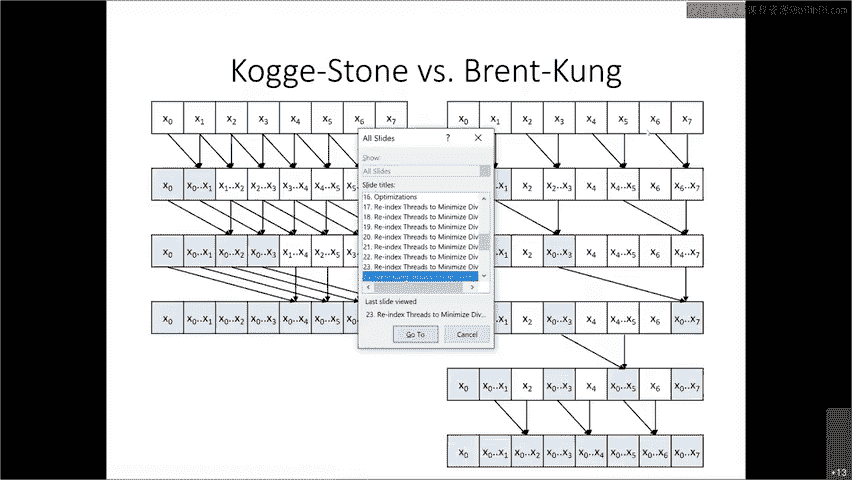 Kogge-Stone vs. Brent-Kung
x0 x1 x2 x3 x4 x5 x6 x7
x0 x1 x2 x3 x4 x5 x6 x7
All Slides
Show
All Slides
Slide titles:
16. Optimizations
17. Re-index Threads to Minimize Div
18. Re-index Threads to Minimize Div
19. Re-index Threads to Minimize Div
20. Re-index Threads to Minimize Div
21. Re-index Threads to Minimize Div
22. Re-index Threads to Minimize Div
23. Re-index Threads to Minimize Div
Last slide viewed
23. Re-index Threads to Minimize Div...
Go To Cancel
x0 x0..x1 x1..x2 x2..x3 x3..x4 x4..x5
x2 x2..x3 x4 x4..x5 x6 x6..x7
x0 x0..x1 x0..x2 x0..x3 x1..x4 x2..x5
x2 x0..x3 x4 x4..x5 x6 x4..x7
x0 x0..x1 x0..x2 x0..x3 x0..x4 x0..x5
x2 x0..x3 x4 x4..x5 x6 x0..x7
x0 x0..x1 x2 x0..x3 x4 x0..x5 x6 x0..x7
x0 x0..x1 x0..x2 x0..x3 x0..x4 x0..x5 x0..x6 x0..x7
+13